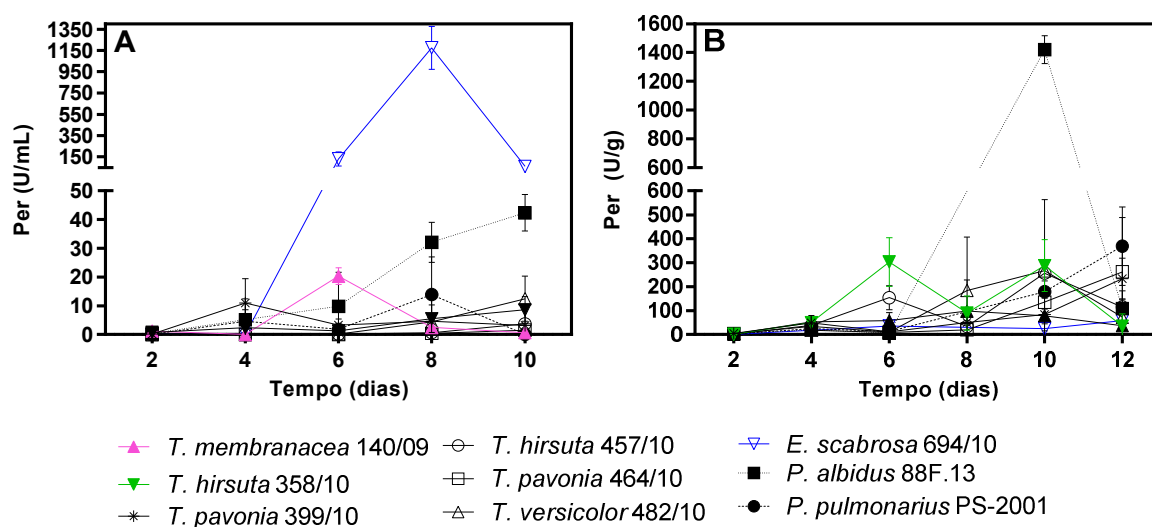 A
Per (U/mL)
1350
1150
950
750
550
350
150
50
40
30
20
10
0
2 4 6 8 10
Tempo (dias)
B
Per (U/g)
1600
1400
1200
1000
800
600
600
500
400
300
200
100
0
2 4 6 8 10 12
Tempo (dias)
T. membranacea 140/09
T. hirsuta 358/10
T. pavonia 399/10
T. hirsuta 457/10
T. pavonia 464/10
T. versicolor 482/10
E. scabrosa 694/10
P. albidus 88F.13
P. pulmonarius PS-2001